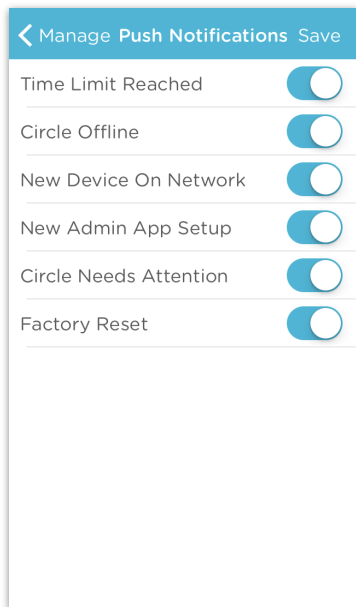 Manage Push Notifications Save
Time Limit Reached
Circle Offline
New Device On Network
New Admin App Setup
Circle Needs Attention
Factory Reset